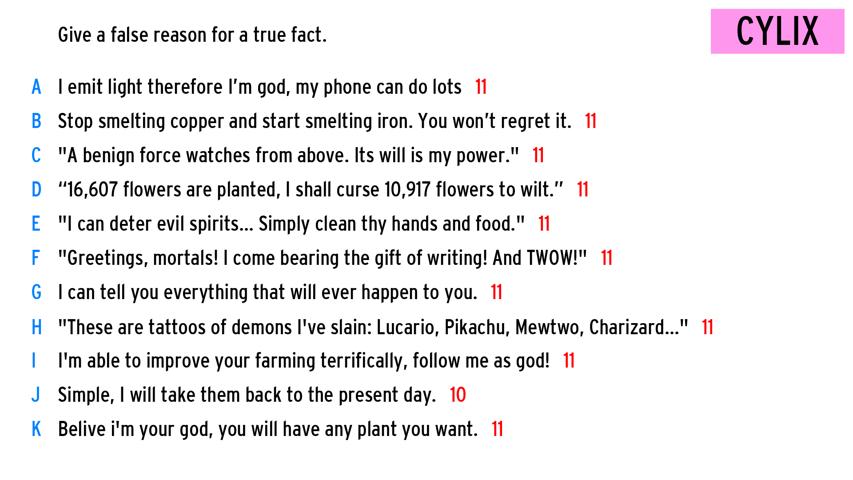 Give a false reason for a true fact.
CYLIX
A I emit light therefore I'm god, my phone can do lots 11
B Stop smelting copper and start smelting iron. You won't regret it. 11
C "A benign force watches from above. Its will is my power." 11
D “16,607 flowers are planted, I shall curse 10,917 flowers to wilt.” 11
E "I can deter evil spirits... Simply clean thy hands and food." 11
F "Greetings, mortals! I come bearing the gift of writing! And TWOW!" 11
G I can tell you everything that will ever happen to you. 11
H "These are tattoos of demons I've slain: Lucario, Pikachu, Mewtwo, Charizard..." 11
I I'm able to improve your farming terrifically, follow me as god! 11
J Simple, I will take them back to the present day. 10
K Belive i'm your god, you will have any plant you want. 11